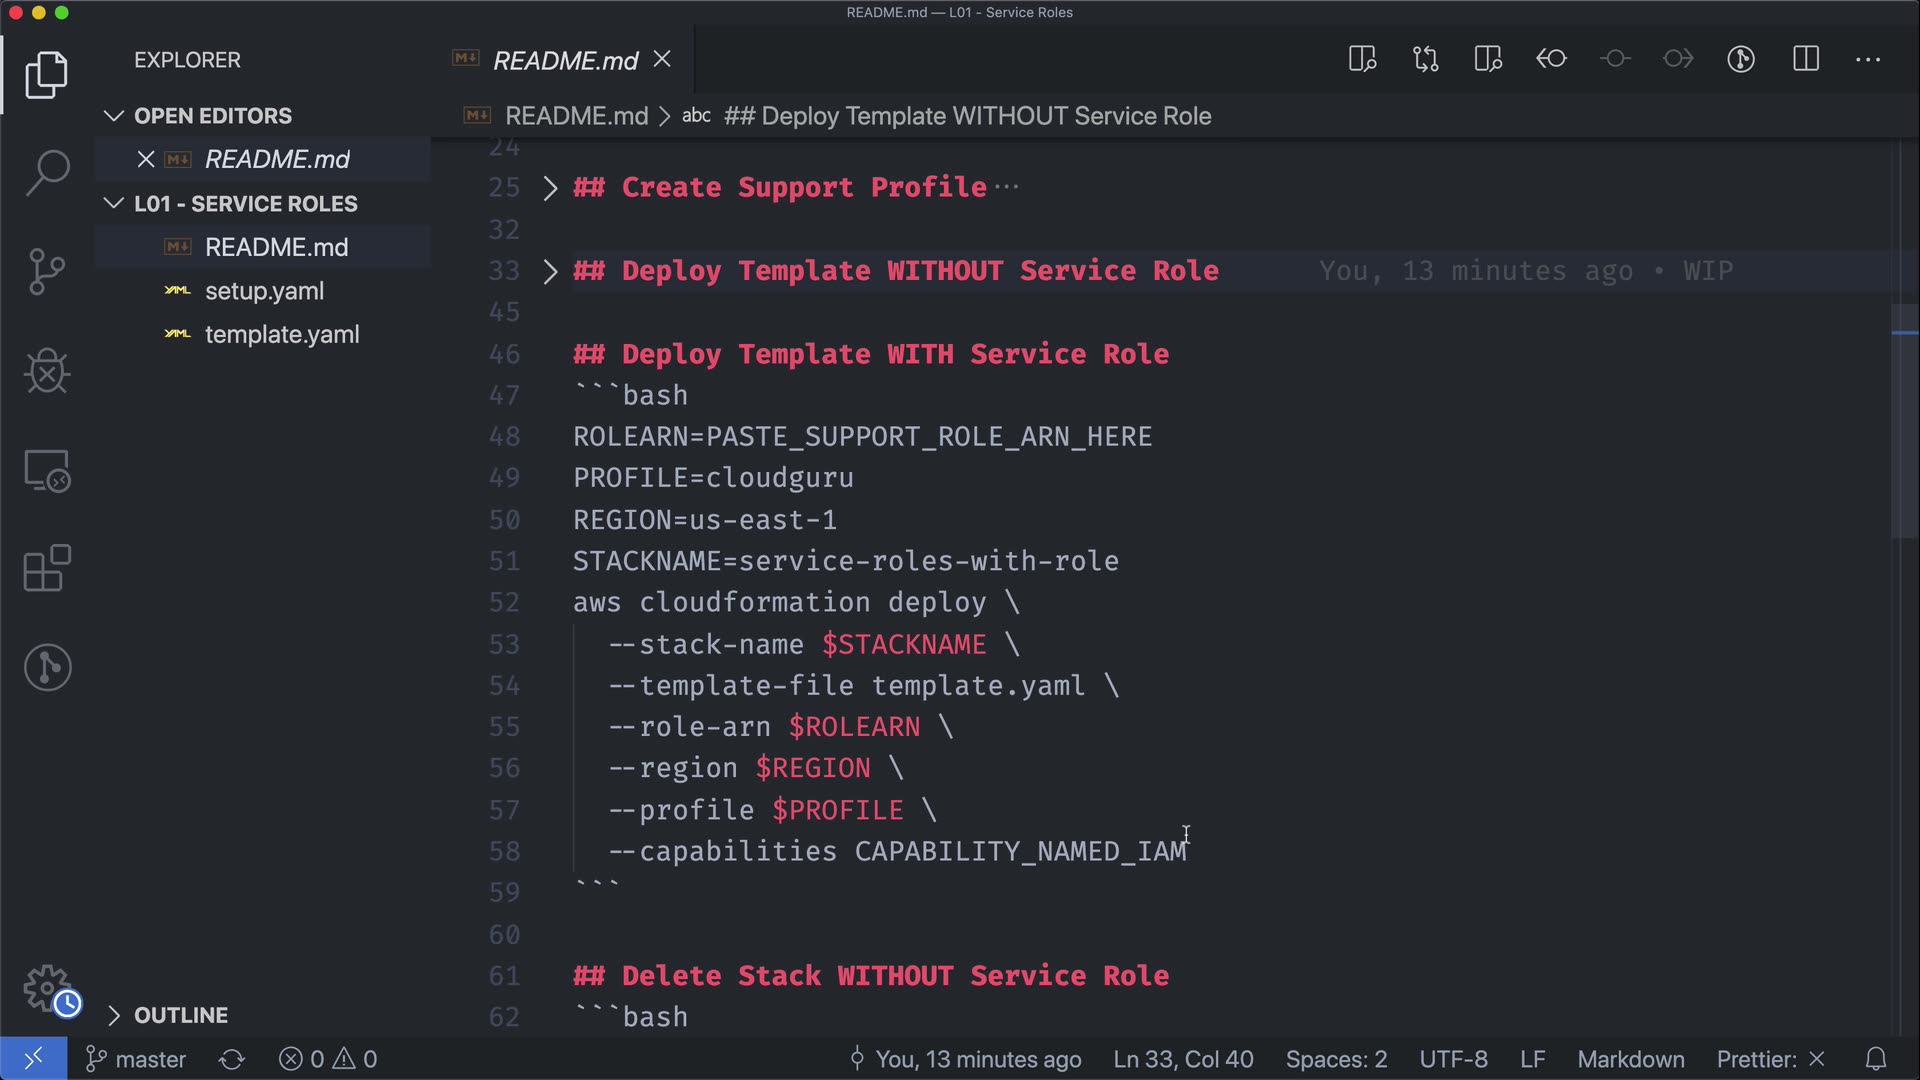 README.md — L01 - Service Roles
EXPLORER
OPEN EDITORS
README.md
L01 - SERVICE ROLES
README.md
setup.yaml
template.yaml
OUTLINE
README.md
README.md > abc ## Deploy Template WITHOUT Service Role
24
25 ## Create Support Profile ···
32
33 ## Deploy Template WITHOUT Service Role You, 13 minutes ago • WIP
45
46 ## Deploy Template WITH Service Role
47 ```bash
48 ROLEARN=PASTE_SUPPORT_ROLE_ARN_HERE
49 PROFILE=cloudguru
50 REGION=us-east-1
51 STACKNAME=service-roles-with-role
52 aws cloudformation deploy \
53 --stack-name $STACKNAME \
54 --template-file template.yaml \
55 --role-arn $ROLEARN \
56 --region $REGION \
57 --profile $PROFILE \
58 --capabilities CAPABILITY_NAMED_IAM
59 ```
60
61 ## Delete Stack WITHOUT Service Role
62 ```bash
master 0 0 You, 13 minutes ago Ln 33, Col 40 Spaces: 2 UTF-8 LF Markdown Prettier: ×